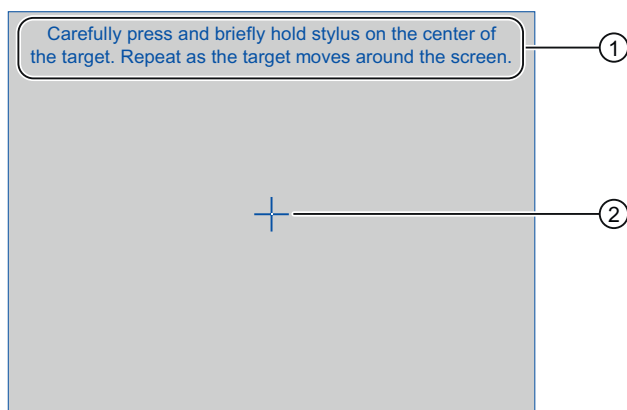 Carefully press and briefly hold stylus on the center of
the target. Repeat as the target moves around the screen.
1
2